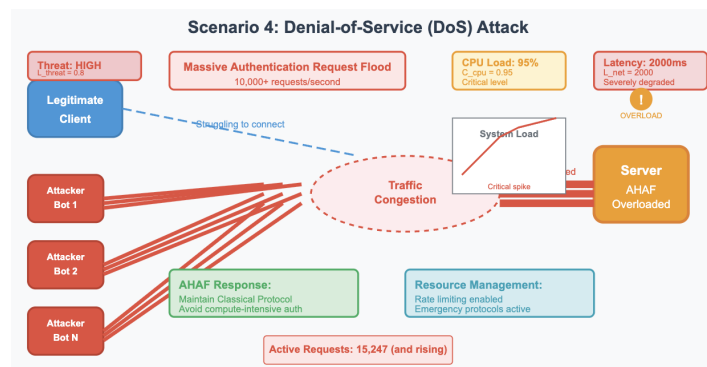 Scenario 4: Denial-of-Service (DoS) Attack
Threat: HIGH
L_threat = 0.8
Massive Authentication Request Flood
10,000+ requests/second
CPU Load: 95%
C_cpu = 0.95
Critical level
Latency: 2000ms
L_net = 2000
Severely degraded
!
OVERLOAD
Legitimate
Client
Struggling to connect
System Load
Critical spike
Traffic
Congestion
Server
AHAF
Overloaded
Attacker
Bot 1
Attacker
Bot 2
Attacker
Bot N
AHAF Response:
Maintain Classical Protocol
Avoid compute-intensive auth
Resource Management:
Rate limiting enabled
Emergency protocols active
Active Requests: 15,247 (and rising)